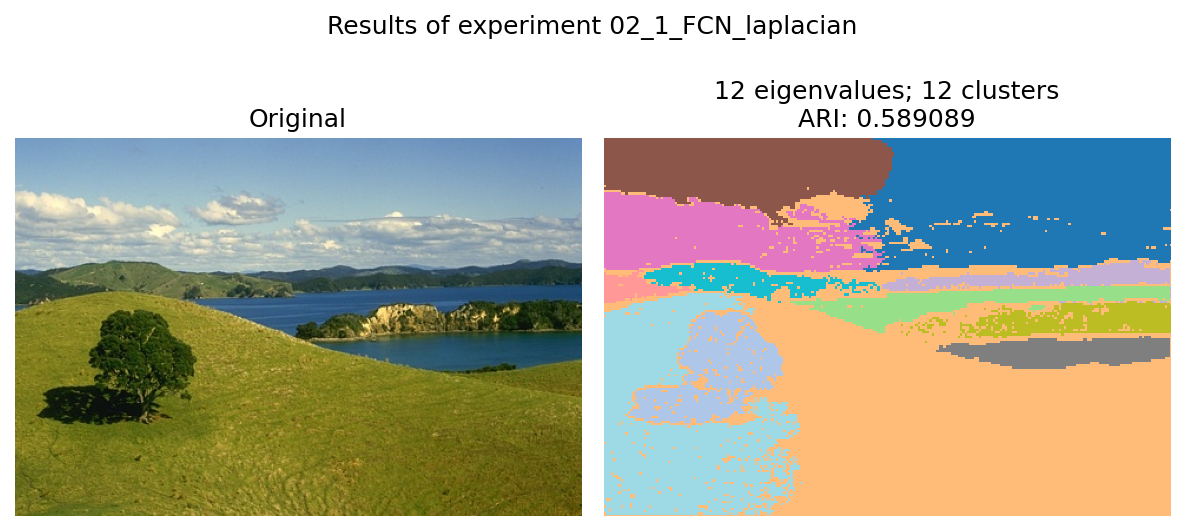 Results of experiment 02_1_FCN_laplacian
Original
12 eigenvalues; 12 clusters
ARI: 0.589089